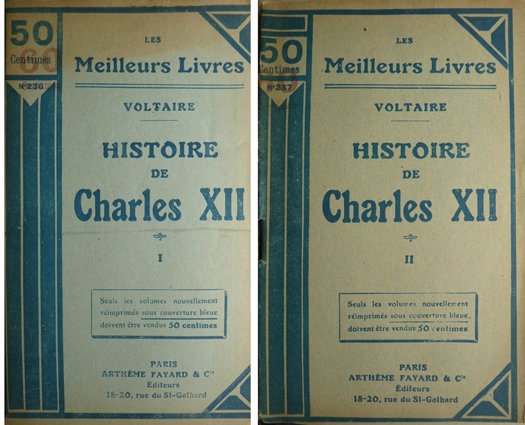 50
Centimes
60
N° 236
LES
Meilleurs Livres
VOLTAIRE
HISTOIRE
DE
Charles XII
I
Seuls les volumes nouvellement
réimprimés sous couverture bleue
doivent être vendus 50 centimes
PARIS
ARTHÈME FAYARD & Cie
Éditeurs
18-20, rue du St-Gothard
50
Centimes
N° 237
LES
Meilleurs Livres
VOLTAIRE
HISTOIRE
DE
Charles XII
II
Seuls les volumes nouvellement
réimprimés sous couverture bleue
doivent être vendus 50 centimes
PARIS
ARTHÈME FAYARD & Cie
Éditeurs
18-20, rue du St-Gothard